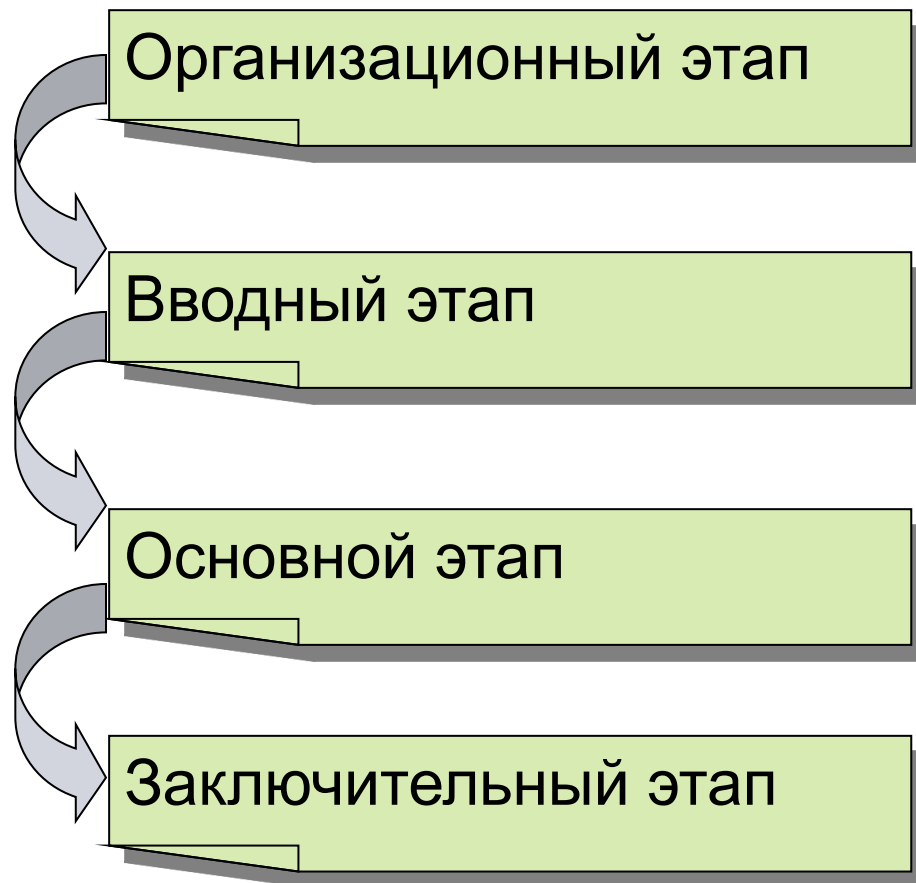 Организационный этап
Вводный этап
Основной этап
Заключительный этап